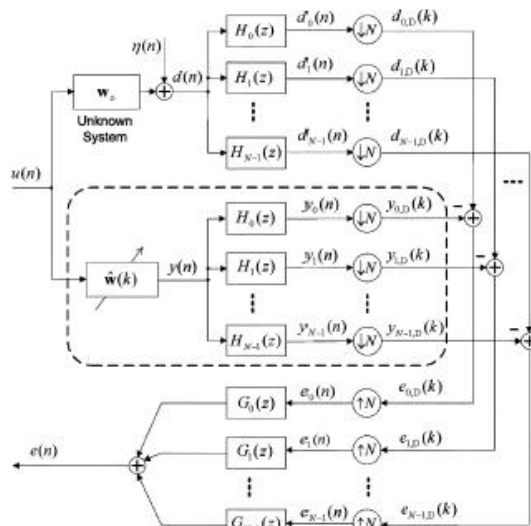 H₀(z) d'₀(n) ↓N d₀,D(k)
η(n)
d(n)
H₁(z) d'₁(n) ↓N d₁,D(k)
wₒ
Unknown
System
H_{N-1}(z) d'_{N-1}(n) ↓N d_{N-1,D}(k)
u(n)
H₀(z) y₀(n) ↓N y₀,D(k)
ŵ(k) y(n)
H₁(z) y₁(n) ↓N y₁,D(k)
H_{N-1}(z) y_{N-1}(n) ↓N y_{N-1,D}(k)
G₀(z) e₀(n) ↑N e₀,D(k)
e(n)
G₁(z) e₁(n) ↑N e₁,D(k)
e_{N-1}(n) ↑N e_{N-1,D}(k)